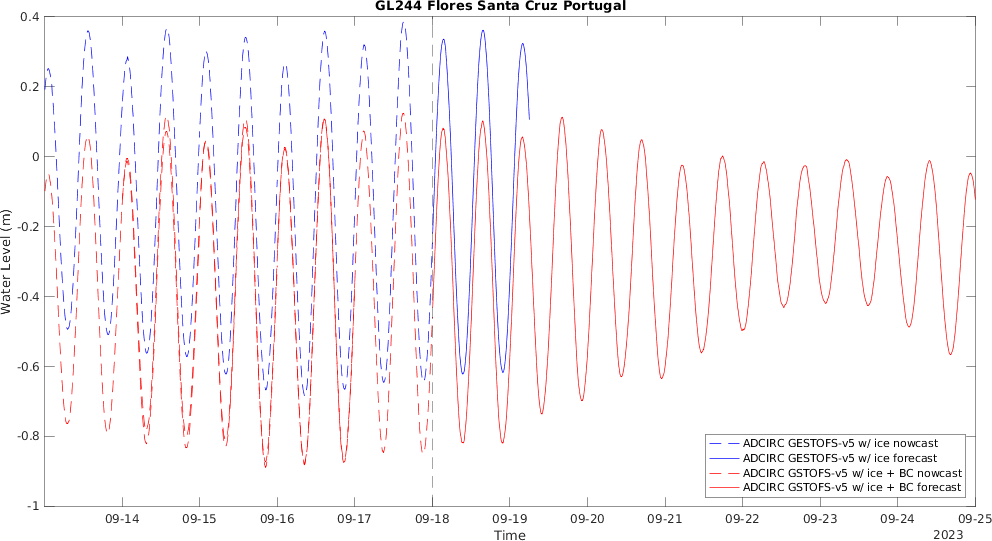 GL244 Flores Santa Cruz Portugal
0.4
0.2
0
-0.2
-0.4
-0.6
-0.8
-1
Water Level (m)
ADCIRC GESTOFS-v5 w/ ice nowcast
ADCIRC GESTOFS-v5 w/ ice forecast
ADCIRC GSTOFS-v5 w/ ice + BC nowcast
ADCIRC GSTOFS-v5 w/ ice + BC forecast
09-14 09-15 09-16 09-17 09-18 09-19 09-20 09-21 09-22 09-23 09-24 09-25
Time
2023